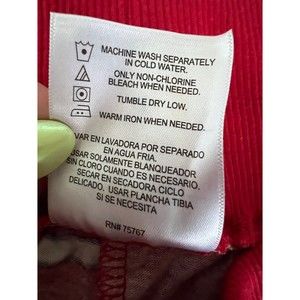 MACHINE WASH SEPARATELY
IN COLD WATER.
ONLY NON-CHLORINE
BLEACH WHEN NEEDED.
TUMBLE DRY LOW.
WARM IRON WHEN NEEDED.
VAR EN LAVADORA POR SEPARADO
EN AGUA FRIA.
USAR SOLAMENTE BLANQUEADOR
SIN CLORO CUANDO ES NECESARIO.
SECAR EN SECADORA CICLO
DELICADO. USAR PLANCHA TIBIA
SI SE NECESITA
RN# 75767